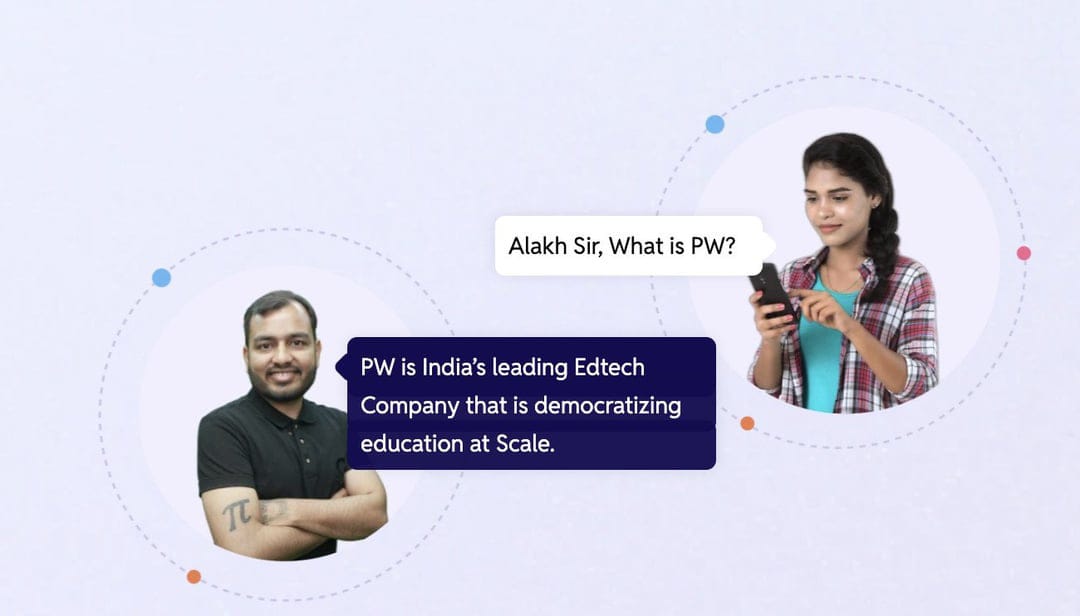 Alakh Sir, What is PW?
PW is India’s leading Edtech
Company that is democratizing
education at Scale.
π